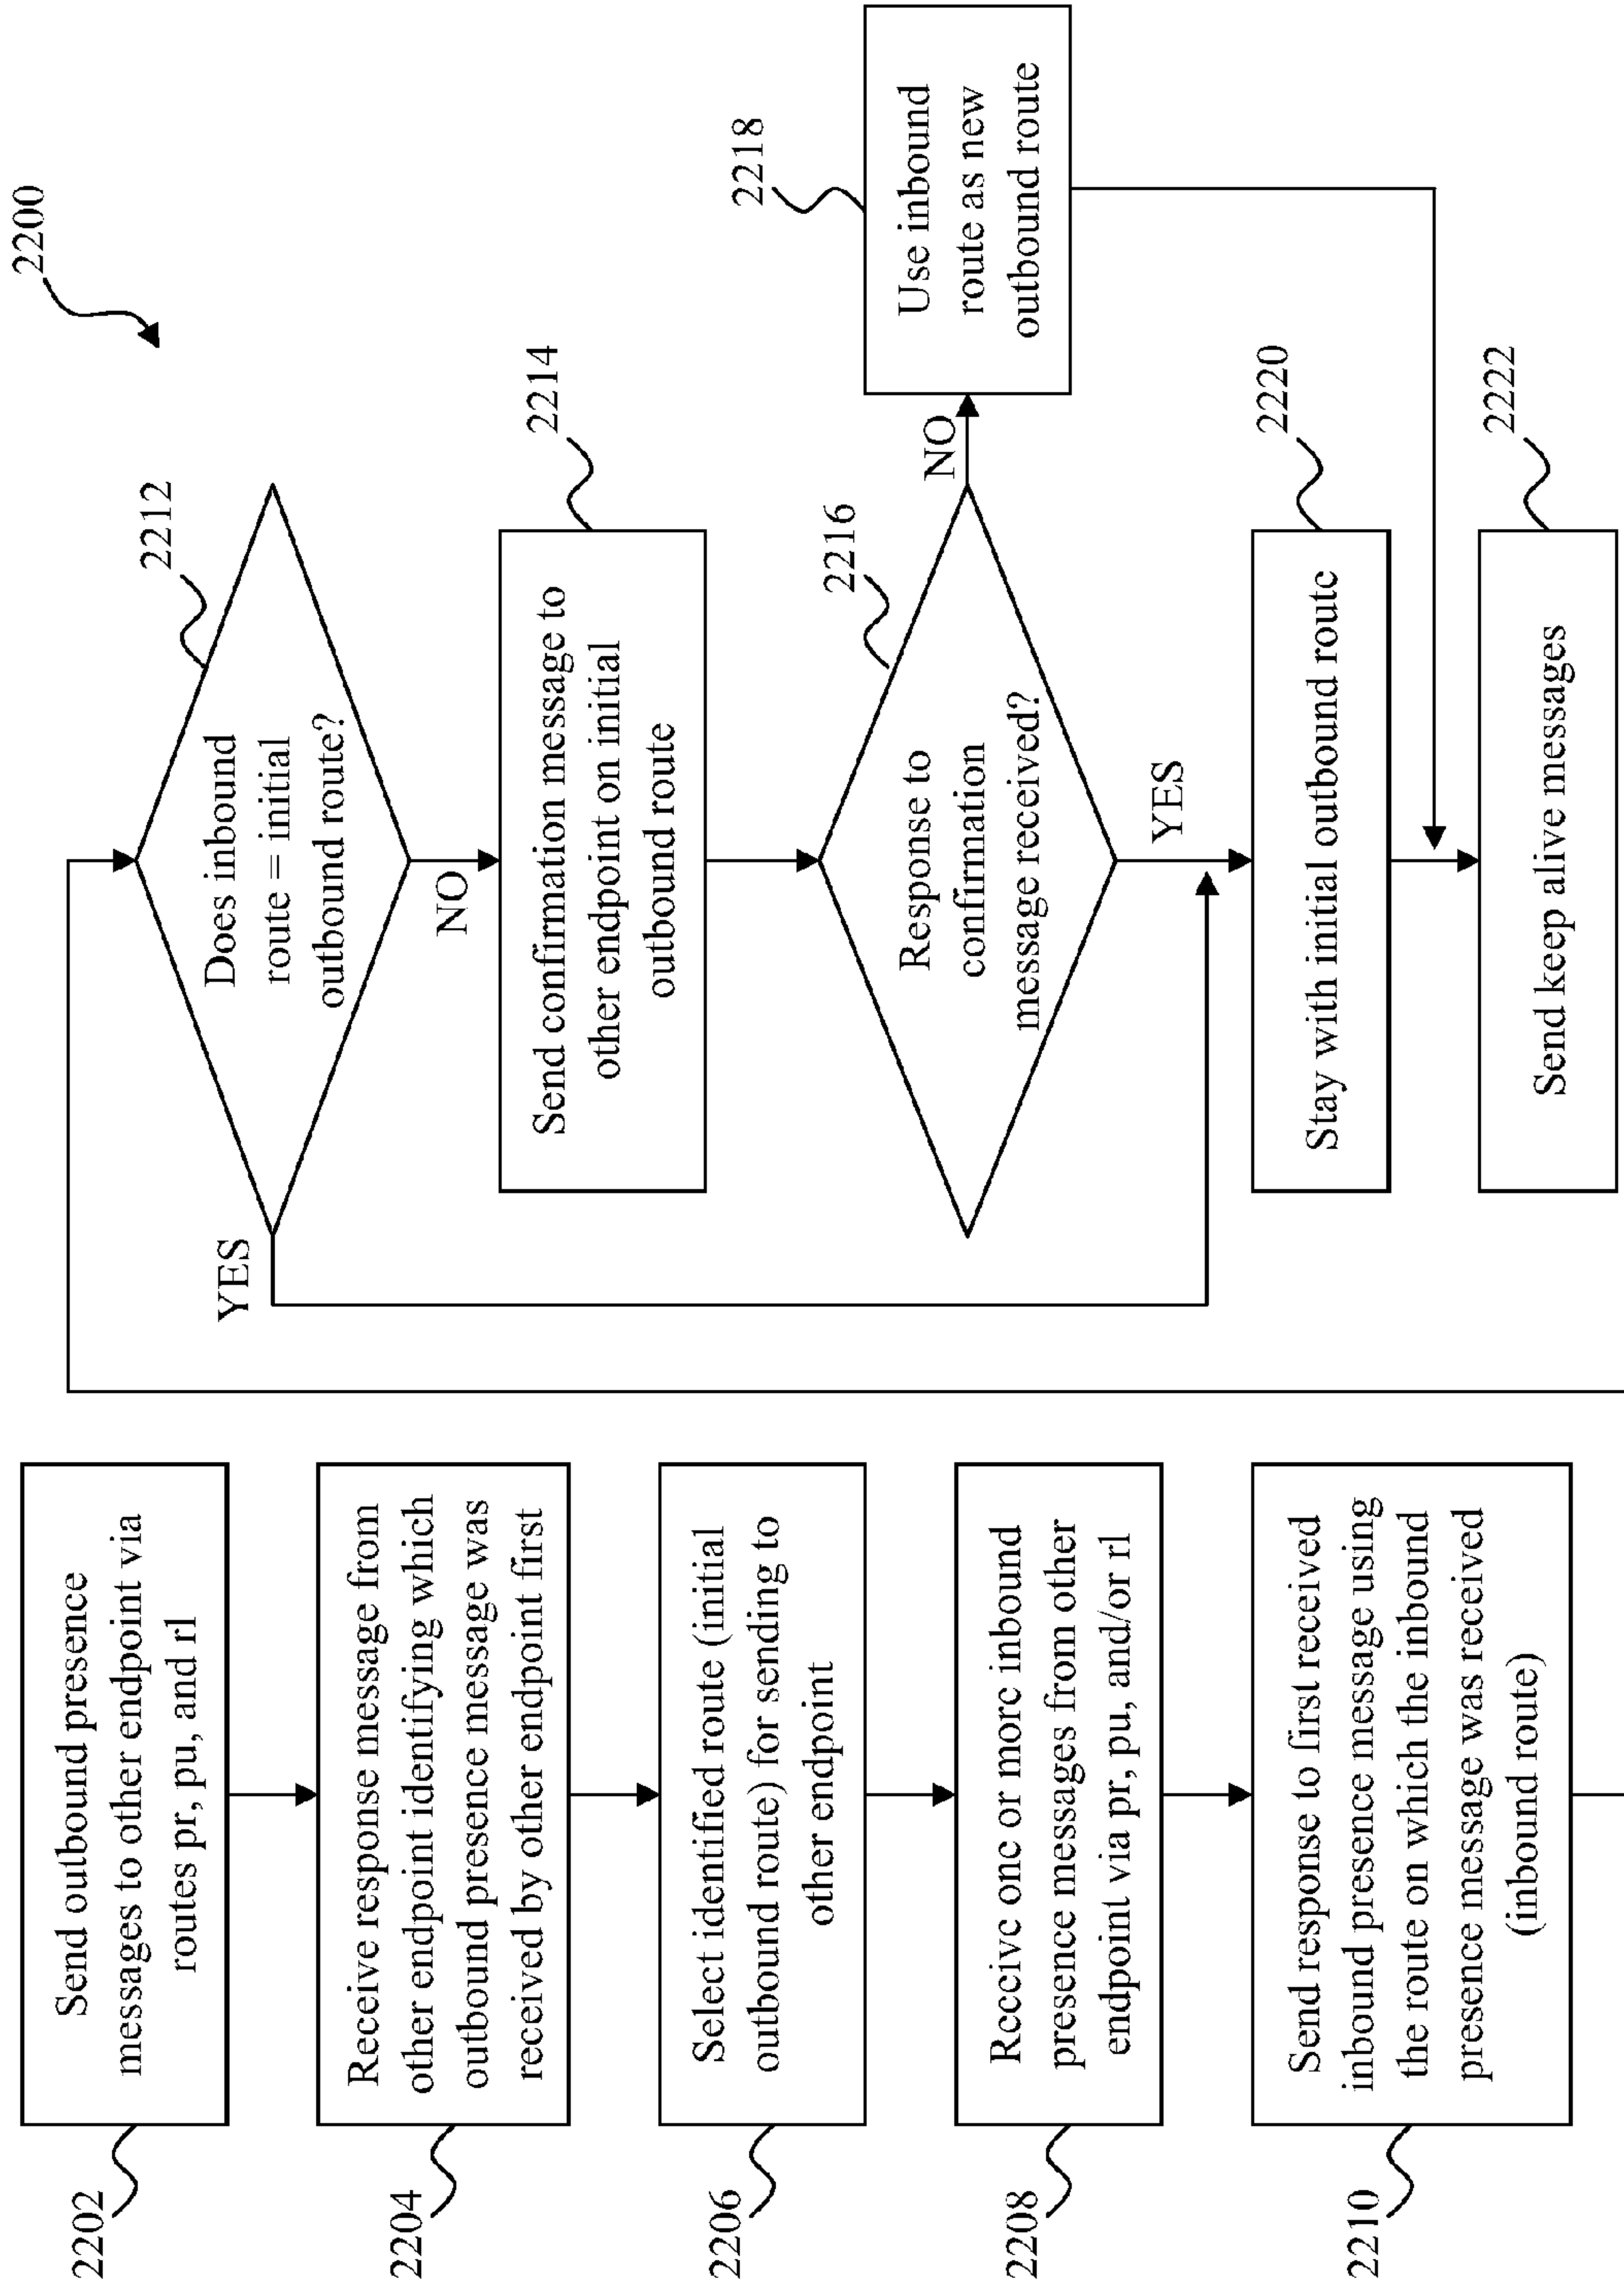 2200
2202
Send outbound presence
messages to other endpoint via
routes pr, pu, and rl
2204
Receive response message from
other endpoint identifying which
outbound presence message was
received by other endpoint first
2206
Select identified route (initial
outbound route) for sending to
other endpoint
2208
Receive one or more inbound
presence messages from other
endpoint via pr, pu, and/or rl
2210
Send response to first received
inbound presence message using
the route on which the inbound
presence message was received
(inbound route)
2212
Does inbound
route = initial
outbound route?
YES
NO
2214
Send confirmation message to
other endpoint on initial
outbound route
2216
Response to
confirmation
message received?
NO
YES
2218
Use inbound
route as new
outbound route
2220
Stay with initial outbound route
2222
Send keep alive messages